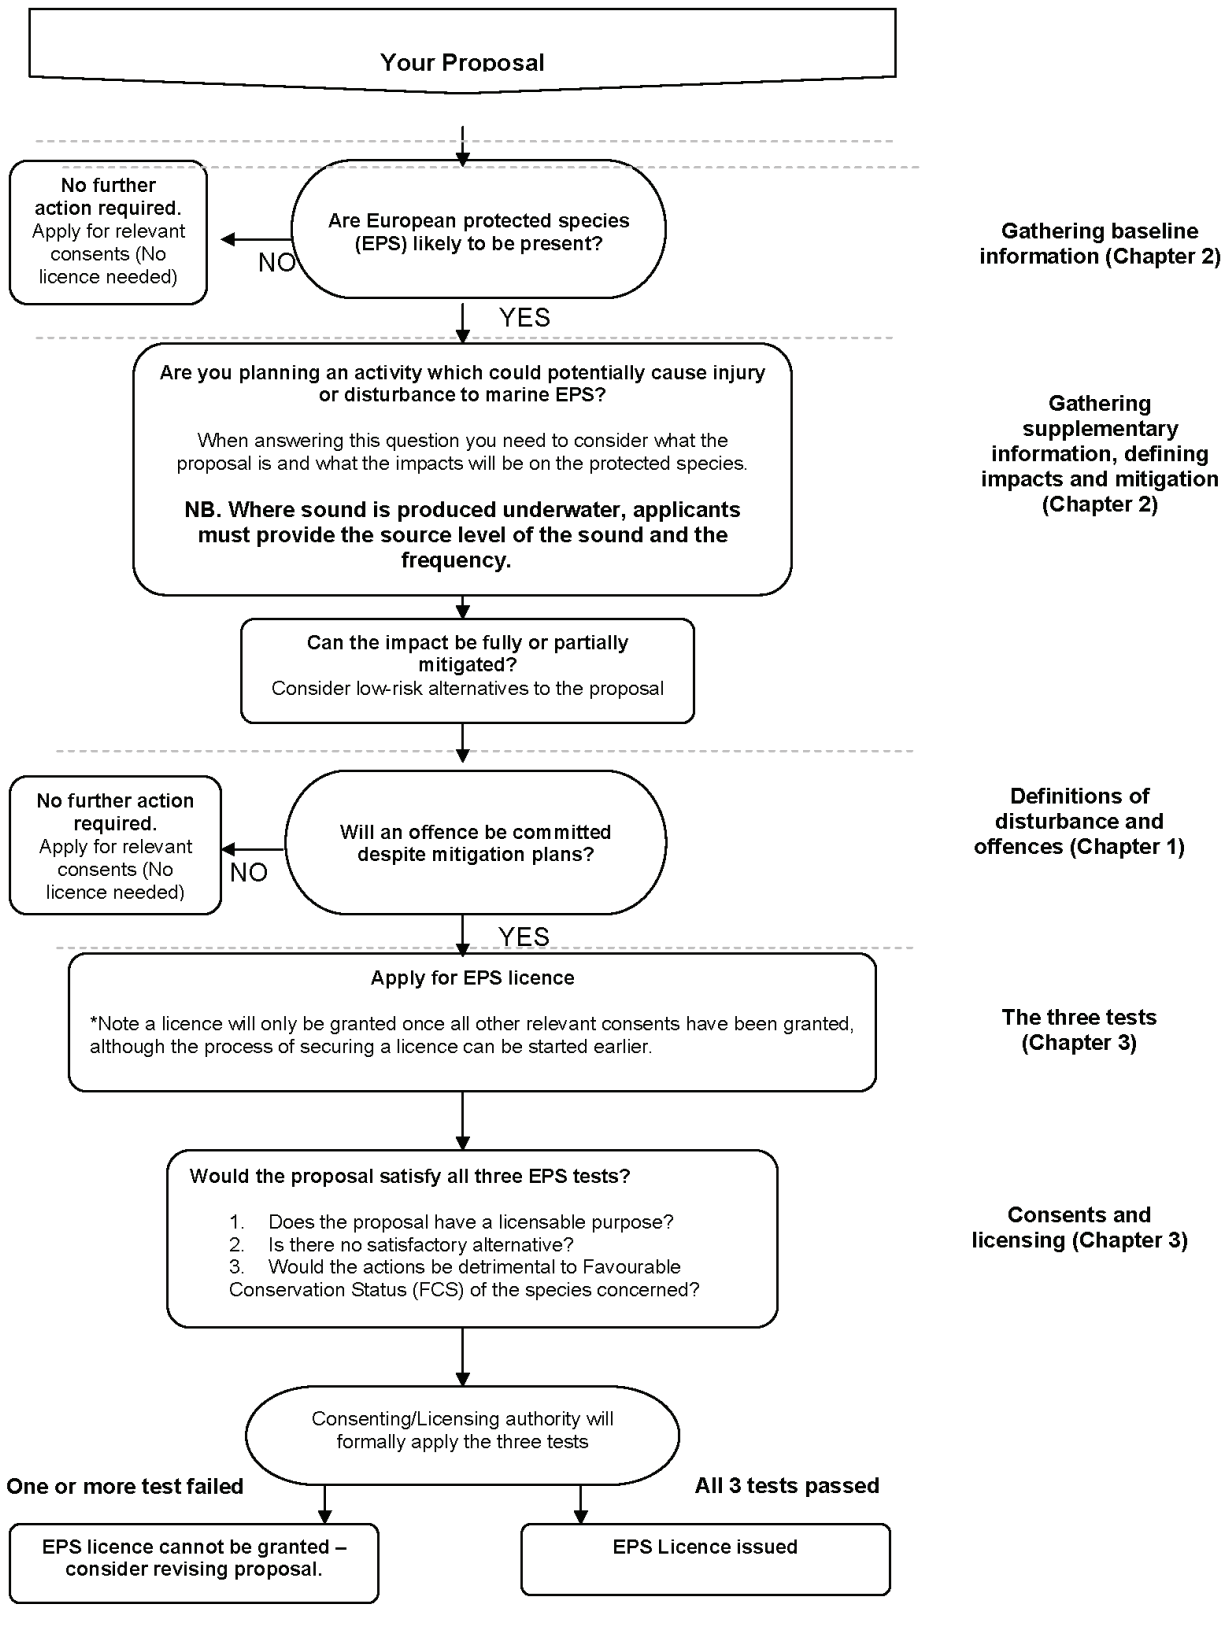 Your Proposal
No further
action required.
Apply for relevant
consents (No
licence needed)
Are European protected species
(EPS) likely to be present?
NO
Gathering baseline
information (Chapter 2)
YES
Are you planning an activity which could potentially cause injury
or disturbance to marine EPS?
When answering this question you need to consider what the
proposal is and what the impacts will be on the protected species.
NB. Where sound is produced underwater, applicants
must provide the source level of the sound and the
frequency.
Gathering
supplementary
information, defining
impacts and mitigation
(Chapter 2)
Can the impact be fully or partially
mitigated?
Consider low-risk alternatives to the proposal
No further action
required.
Apply for relevant
consents (No
licence needed)
NO
Will an offence be committed
despite mitigation plans?
Definitions of
disturbance and
offences (Chapter 1)
YES
Apply for EPS licence
*Note a licence will only be granted once all other relevant consents have been granted,
although the process of securing a licence can be started earlier.
The three tests
(Chapter 3)
Would the proposal satisfy all three EPS tests?
1. Does the proposal have a licensable purpose?
2. Is there no satisfactory alternative?
3. Would the actions be detrimental to Favourable
Conservation Status (FCS) of the species concerned?
Consents and
licensing (Chapter 3)
Consenting/Licensing authority will
formally apply the three tests
One or more test failed
All 3 tests passed
EPS licence cannot be granted –
consider revising proposal.
EPS Licence issued